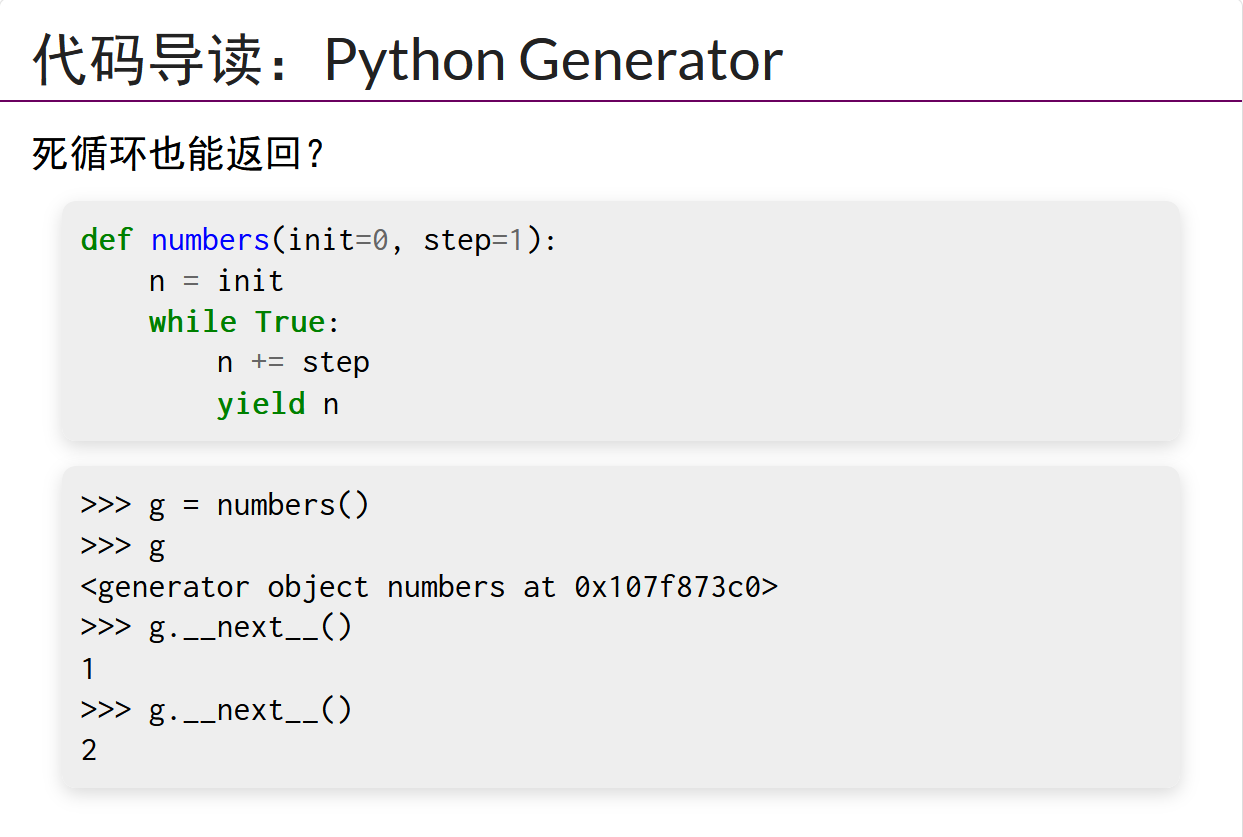 代码导读：Python Generator
死循环也能返回？
def numbers(init=0, step=1):
    n = init
    while True:
        n += step
        yield n
>>> g = numbers()
>>> g
<generator object numbers at 0x107f873c0>
>>> g.__next__()
1
>>> g.__next__()
2